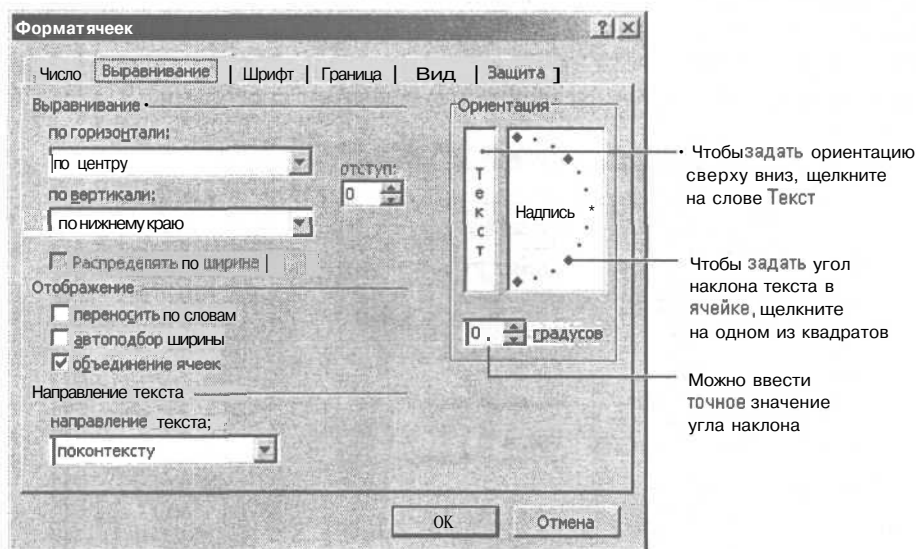 Формат ячеек
Число Выравнивание | Шрифт | Граница | Вид | Защита ]
Выравнивание
по горизонтали:
по центру
отступ:
0
по вертикали:
по нижнему краю
Распределять по ширина |
Отображение
переносить по словам
автоподбор ширины
объединение ячеек
Направление текста
направление текста;
поконтексту
Ориентация
Текст
Надпись
0. градусов
OK
Отмена
Чтобы задать ориентацию
сверху вниз, щелкните
на слове Текст
Чтобы задать угол
наклона текста в
ячейке, щелкните
на одном из квадратов
Можно ввести
точное значение
угла наклона